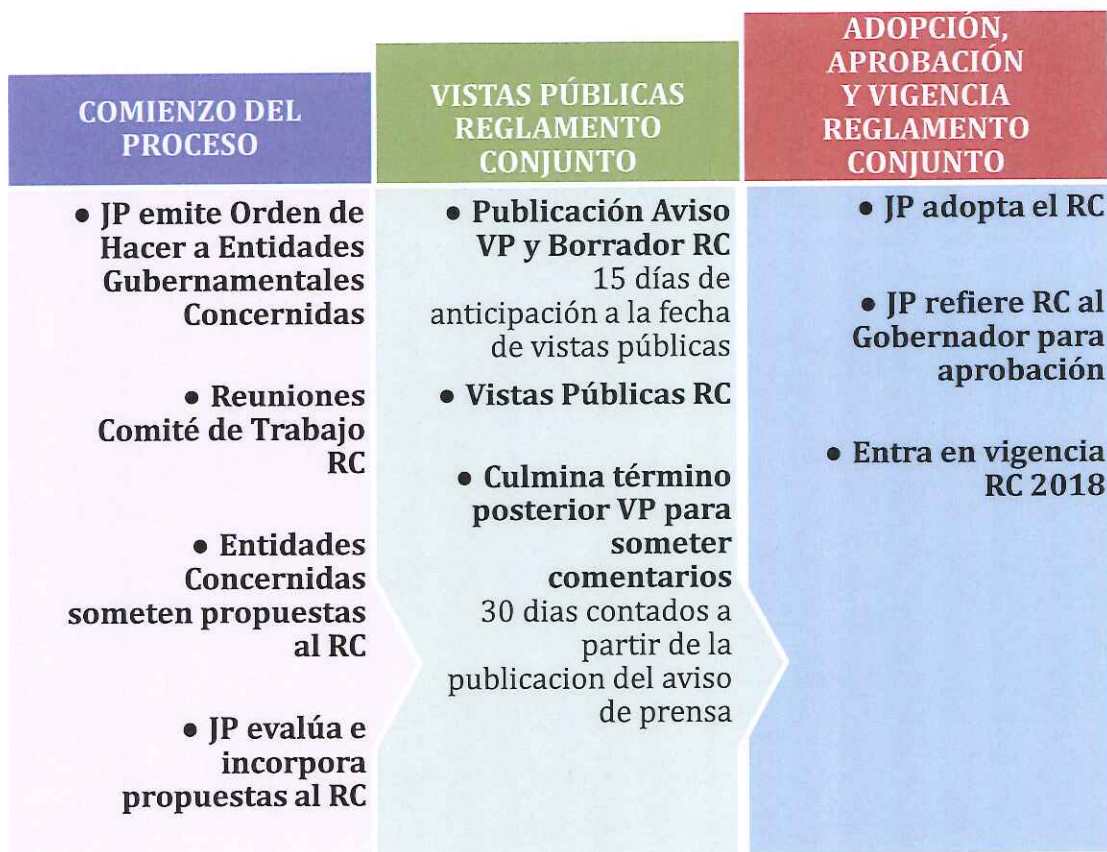 COMIENZO DEL
PROCESO
● JP emite Orden de
Hacer a Entidades
Gubernamentales
Concernidas
● Reuniones
Comité de Trabajo
RC
● Entidades
Concernidas
someten propuestas
al RC
● JP evalúa e
incorpora
propuestas al RC
VISTAS PÚBLICAS
REGLAMENTO
CONJUNTO
● Publicación Aviso
VP y Borrador RC
15 días de
anticipación a la fecha
de vistas públicas
● Vistas Públicas RC
● Culmina término
posterior VP para
someter
comentarios
30 dias contados a
partir de la
publicacion del aviso
de prensa
ADOPCIÓN,
APROBACIÓN
Y VIGENCIA
REGLAMENTO
CONJUNTO
● JP adopta el RC
● JP refiere RC al
Gobernador para
aprobación
● Entra en vigencia
RC 2018